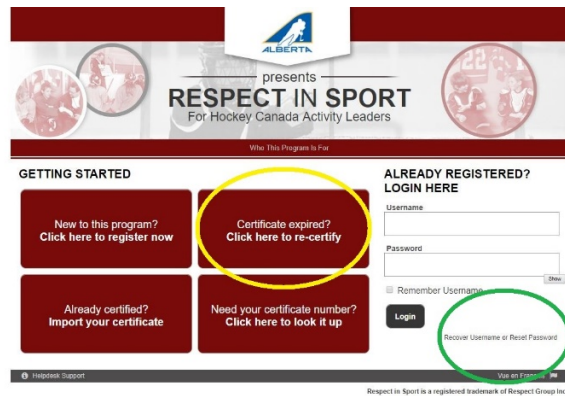 ALBERTA
presents
RESPECT IN SPORT
For Hockey Canada Activity Leaders
Who This Program Is For
GETTING STARTED
New to this program?
Click here to register now
Certificate expired?
Click here to re-certify
Already certified?
Import your certificate
Need your certificate number?
Click here to look it up
ALREADY REGISTERED?
LOGIN HERE
Username
Password
Show
Remember Username
Login
Recover Username or Reset Password
Helpdesk Support
Vue en Français
Respect in Sport is a registered trademark of Respect Group Inc